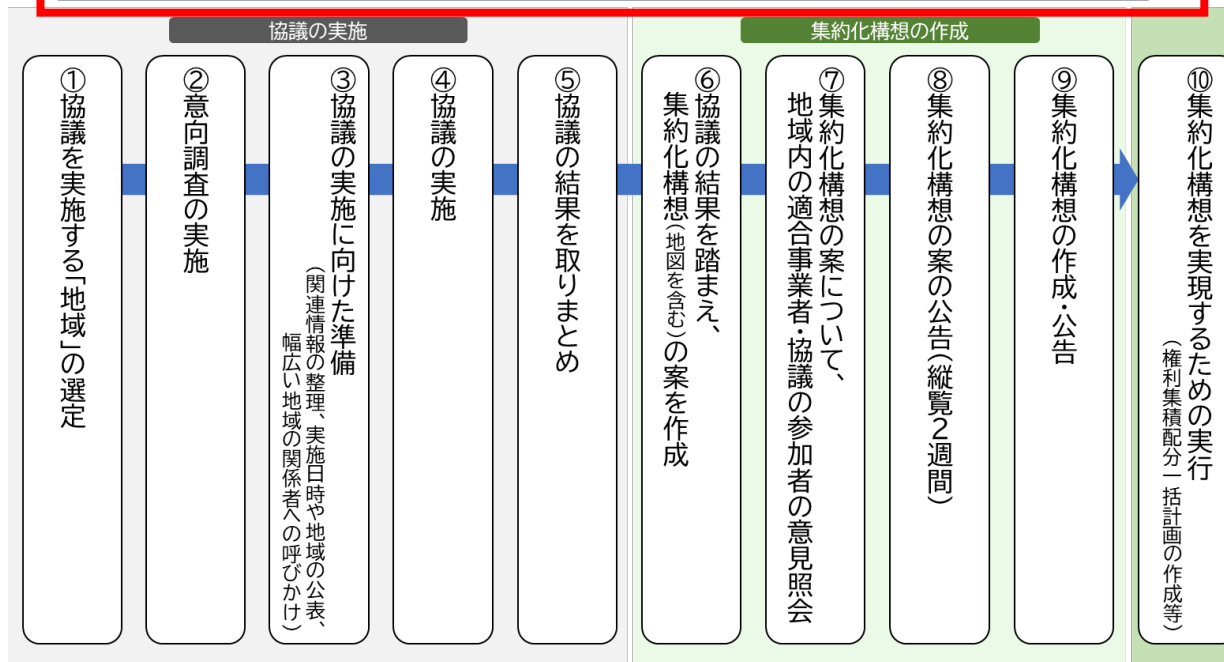 協議の実施
①協議を実施する「地域」の選定
②意向調査の実施
③協議の実施に向けた準備
(関連情報の整理、実施日時や地域の公表、
幅広い地域の関係者への呼びかけ)
④協議の実施
⑤協議の結果を取りまとめ
集約化構想の作成
⑥協議の結果を踏まえ、
集約化構想(地図を含む)の案を作成
⑦集約化構想の案について、
地域内の適合事業者・協議の参加者の意見照会
⑧集約化構想の案の公告(縦覧2週間)
⑨集約化構想の作成・公告
⑩集約化構想を実現するための実行
(権利集積配分一括計画の作成等)